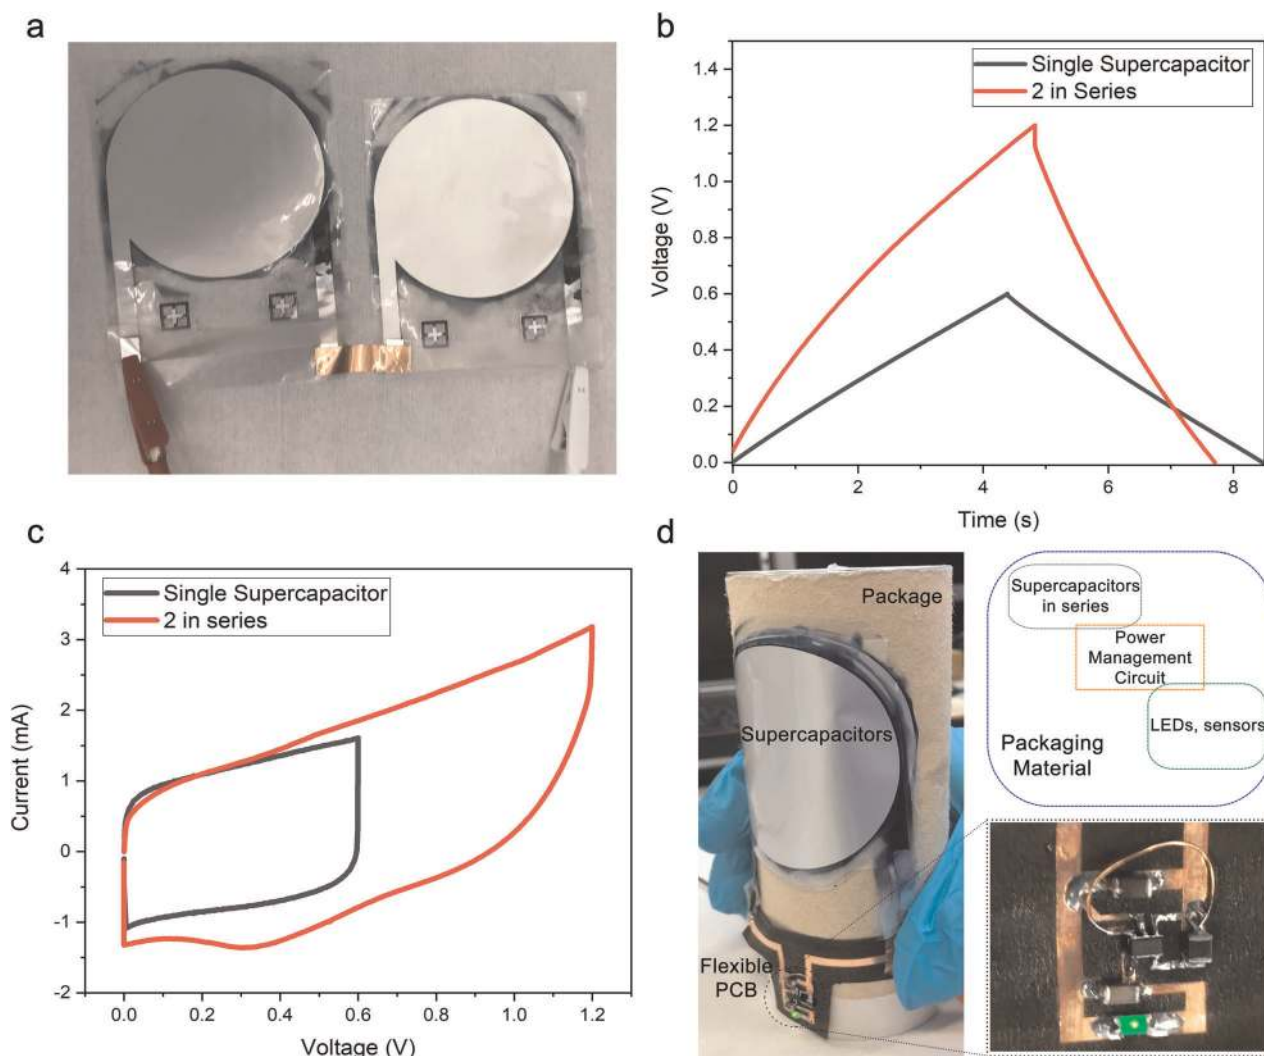 a
b
Single Supercapacitor
2 in Series
1.4
1.2
1.0
0.8
0.6
0.4
0.2
0.0
Voltage (V)
0
2
4
6
8
Time (s)
c
Single Supercapacitor
2 in series
4
3
2
1
0
-1
-2
Current (mA)
0.0
0.2
0.4
0.6
0.8
1.0
1.2
Voltage (V)
d
Package
Supercapacitors
Flexible
PCB
Supercapacitors
in series
Power
Management
Circuit
LEDs, sensors
Packaging
Material